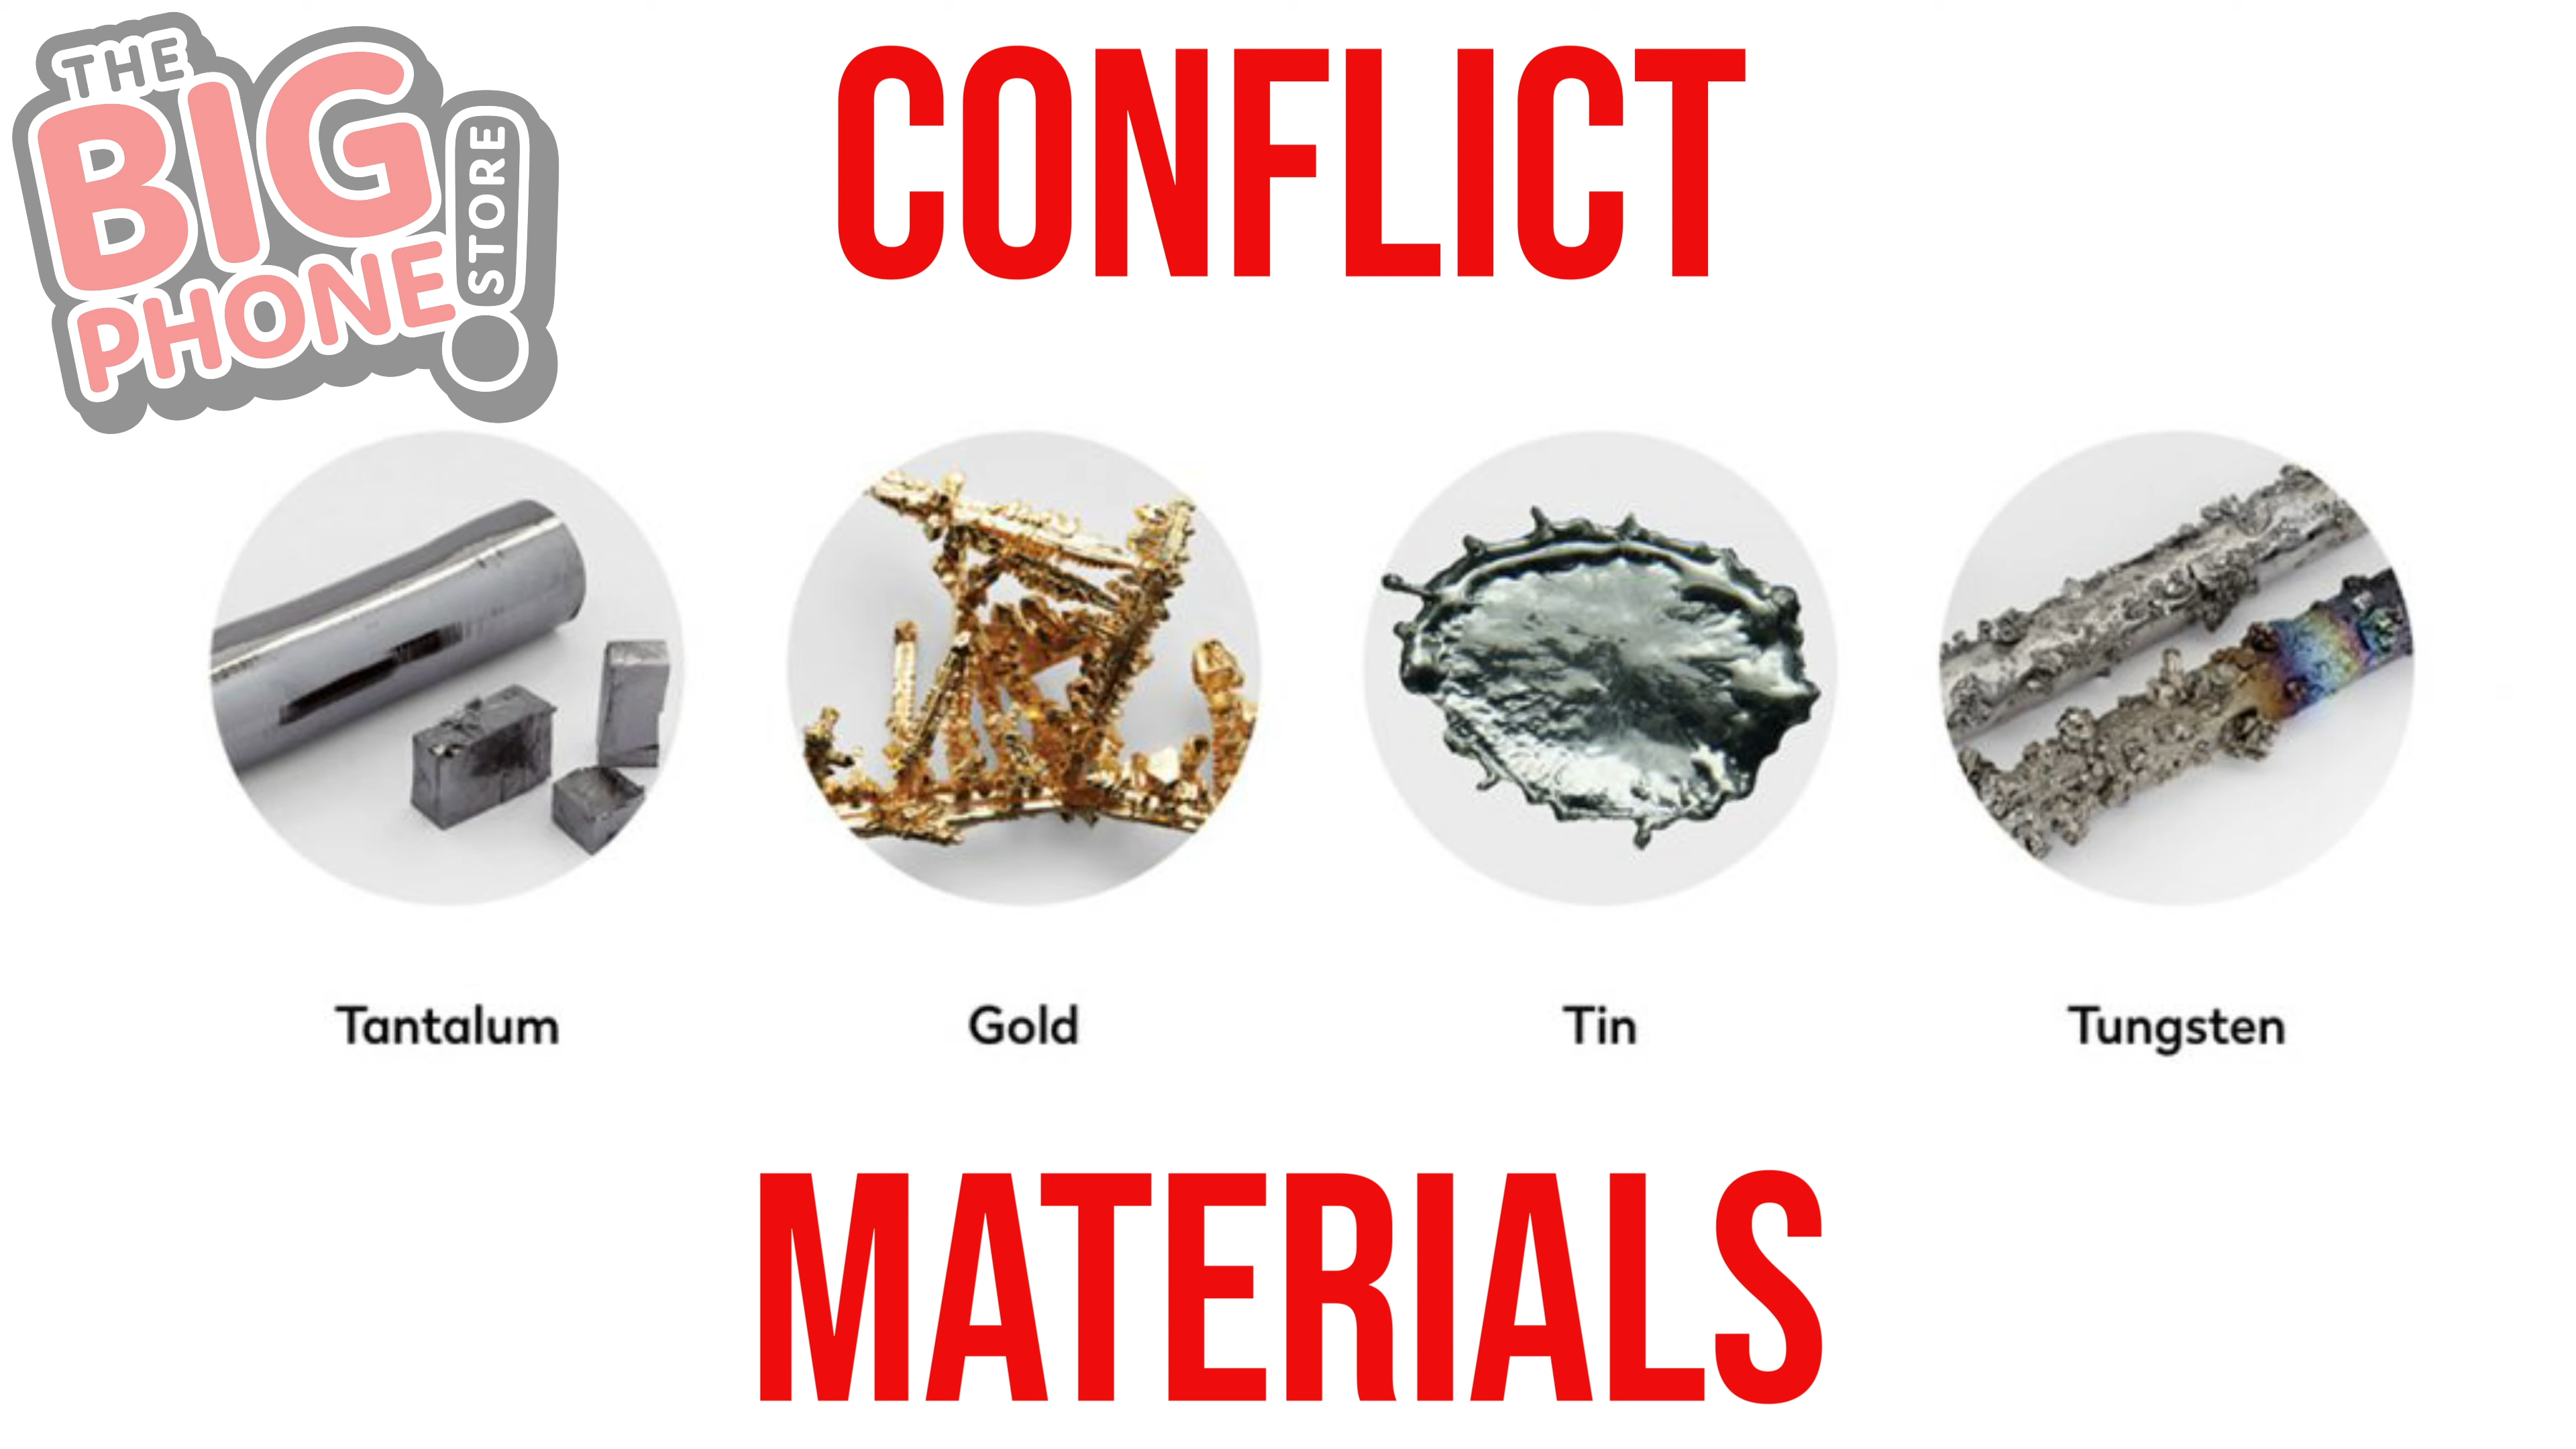 THE
BIG
PHONE
STORE
CONFLICT
Tantalum
Gold
Tin
Tungsten
MATERIALS